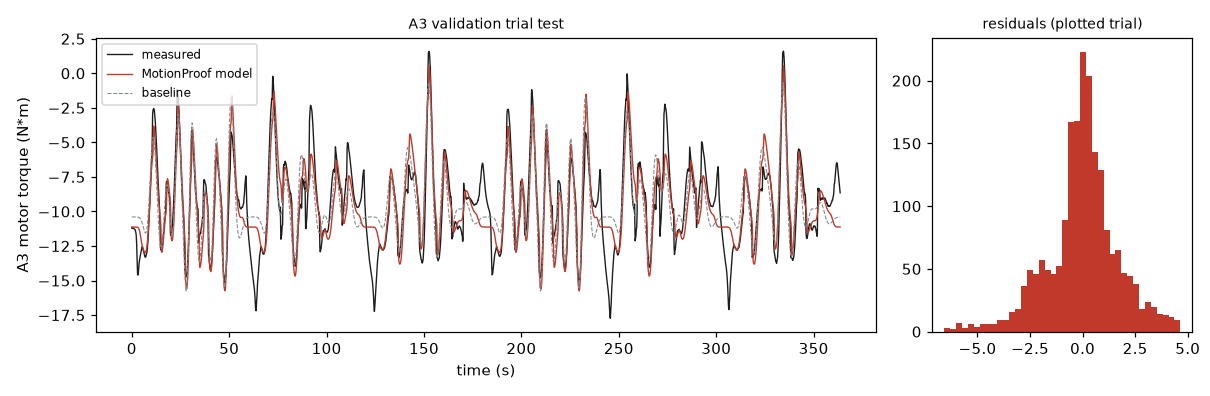 A3 validation trial test
residuals (plotted trial)
measured
MotionProof model
baseline
A3 motor torque (N*m)
2.5
0.0
−2.5
−5.0
−7.5
−10.0
−12.5
−15.0
−17.5
0 50 100 150 200 250 300 350
time (s)
200
150
100
50
0
−5.0 −2.5 0.0 2.5 5.0